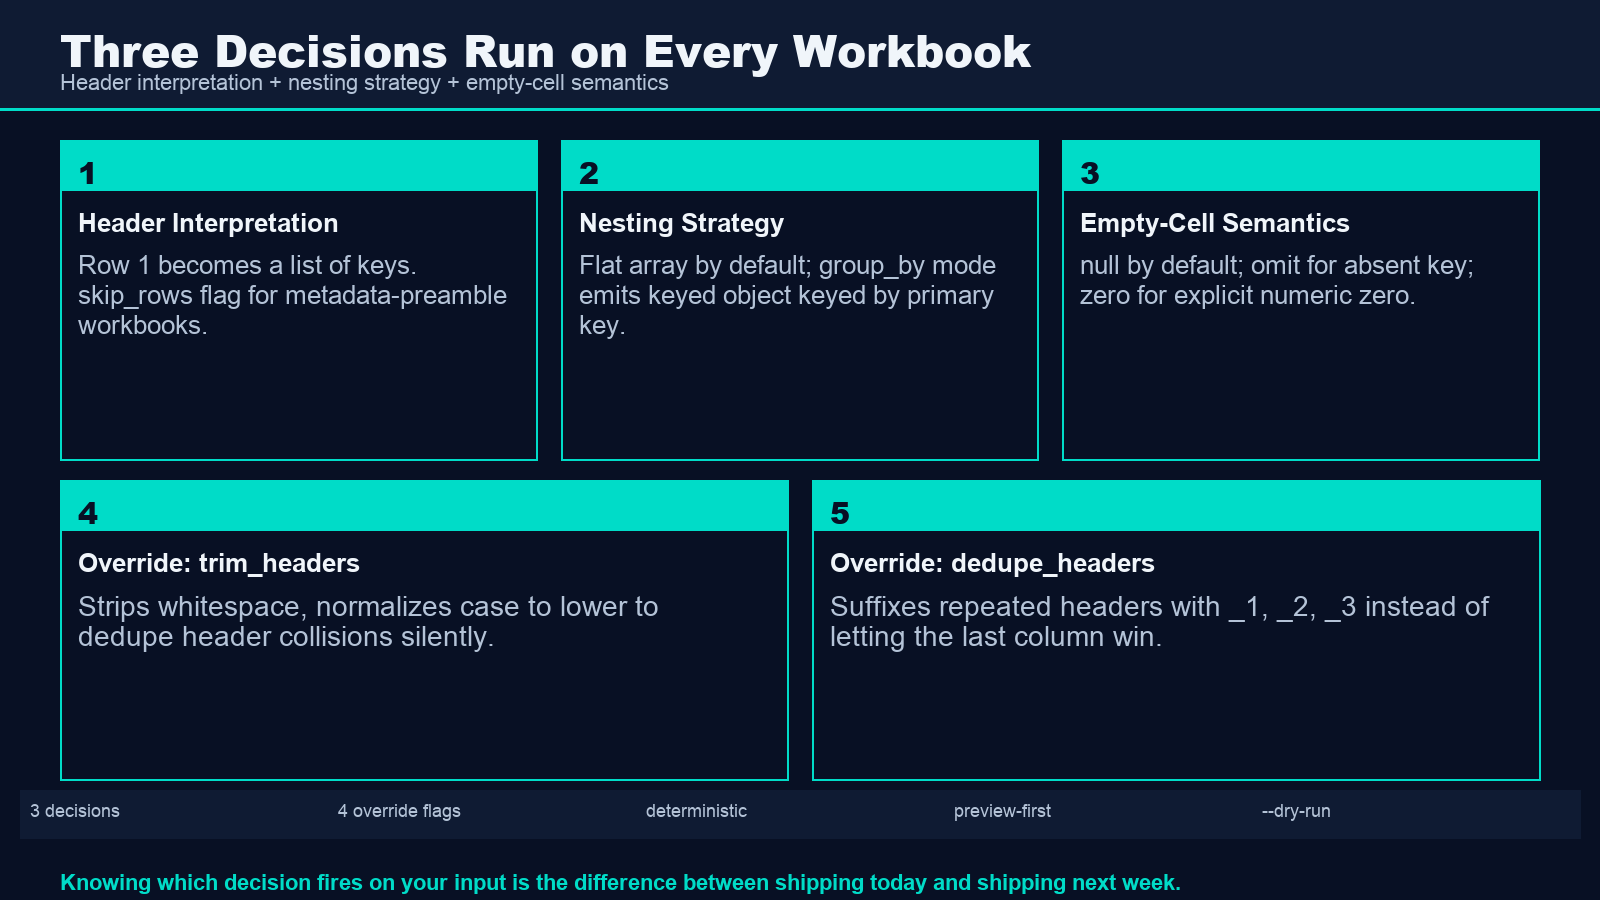 Three Decisions Run on Every Workbook
Header interpretation + nesting strategy + empty-cell semantics
1
Header Interpretation
Row 1 becomes a list of keys.
skip_rows flag for metadata-preamble
workbooks.
2
Nesting Strategy
Flat array by default; group_by mode
emits keyed object keyed by primary
key.
3
Empty-Cell Semantics
null by default; omit for absent key;
zero for explicit numeric zero.
4
Override: trim_headers
Strips whitespace, normalizes case to lower to
dedupe header collisions silently.
5
Override: dedupe_headers
Suffixes repeated headers with _1, _2, _3 instead of
letting the last column win.
3 decisions
4 override flags
deterministic
preview-first
--dry-run
Knowing which decision fires on your input is the difference between shipping today and shipping next week.